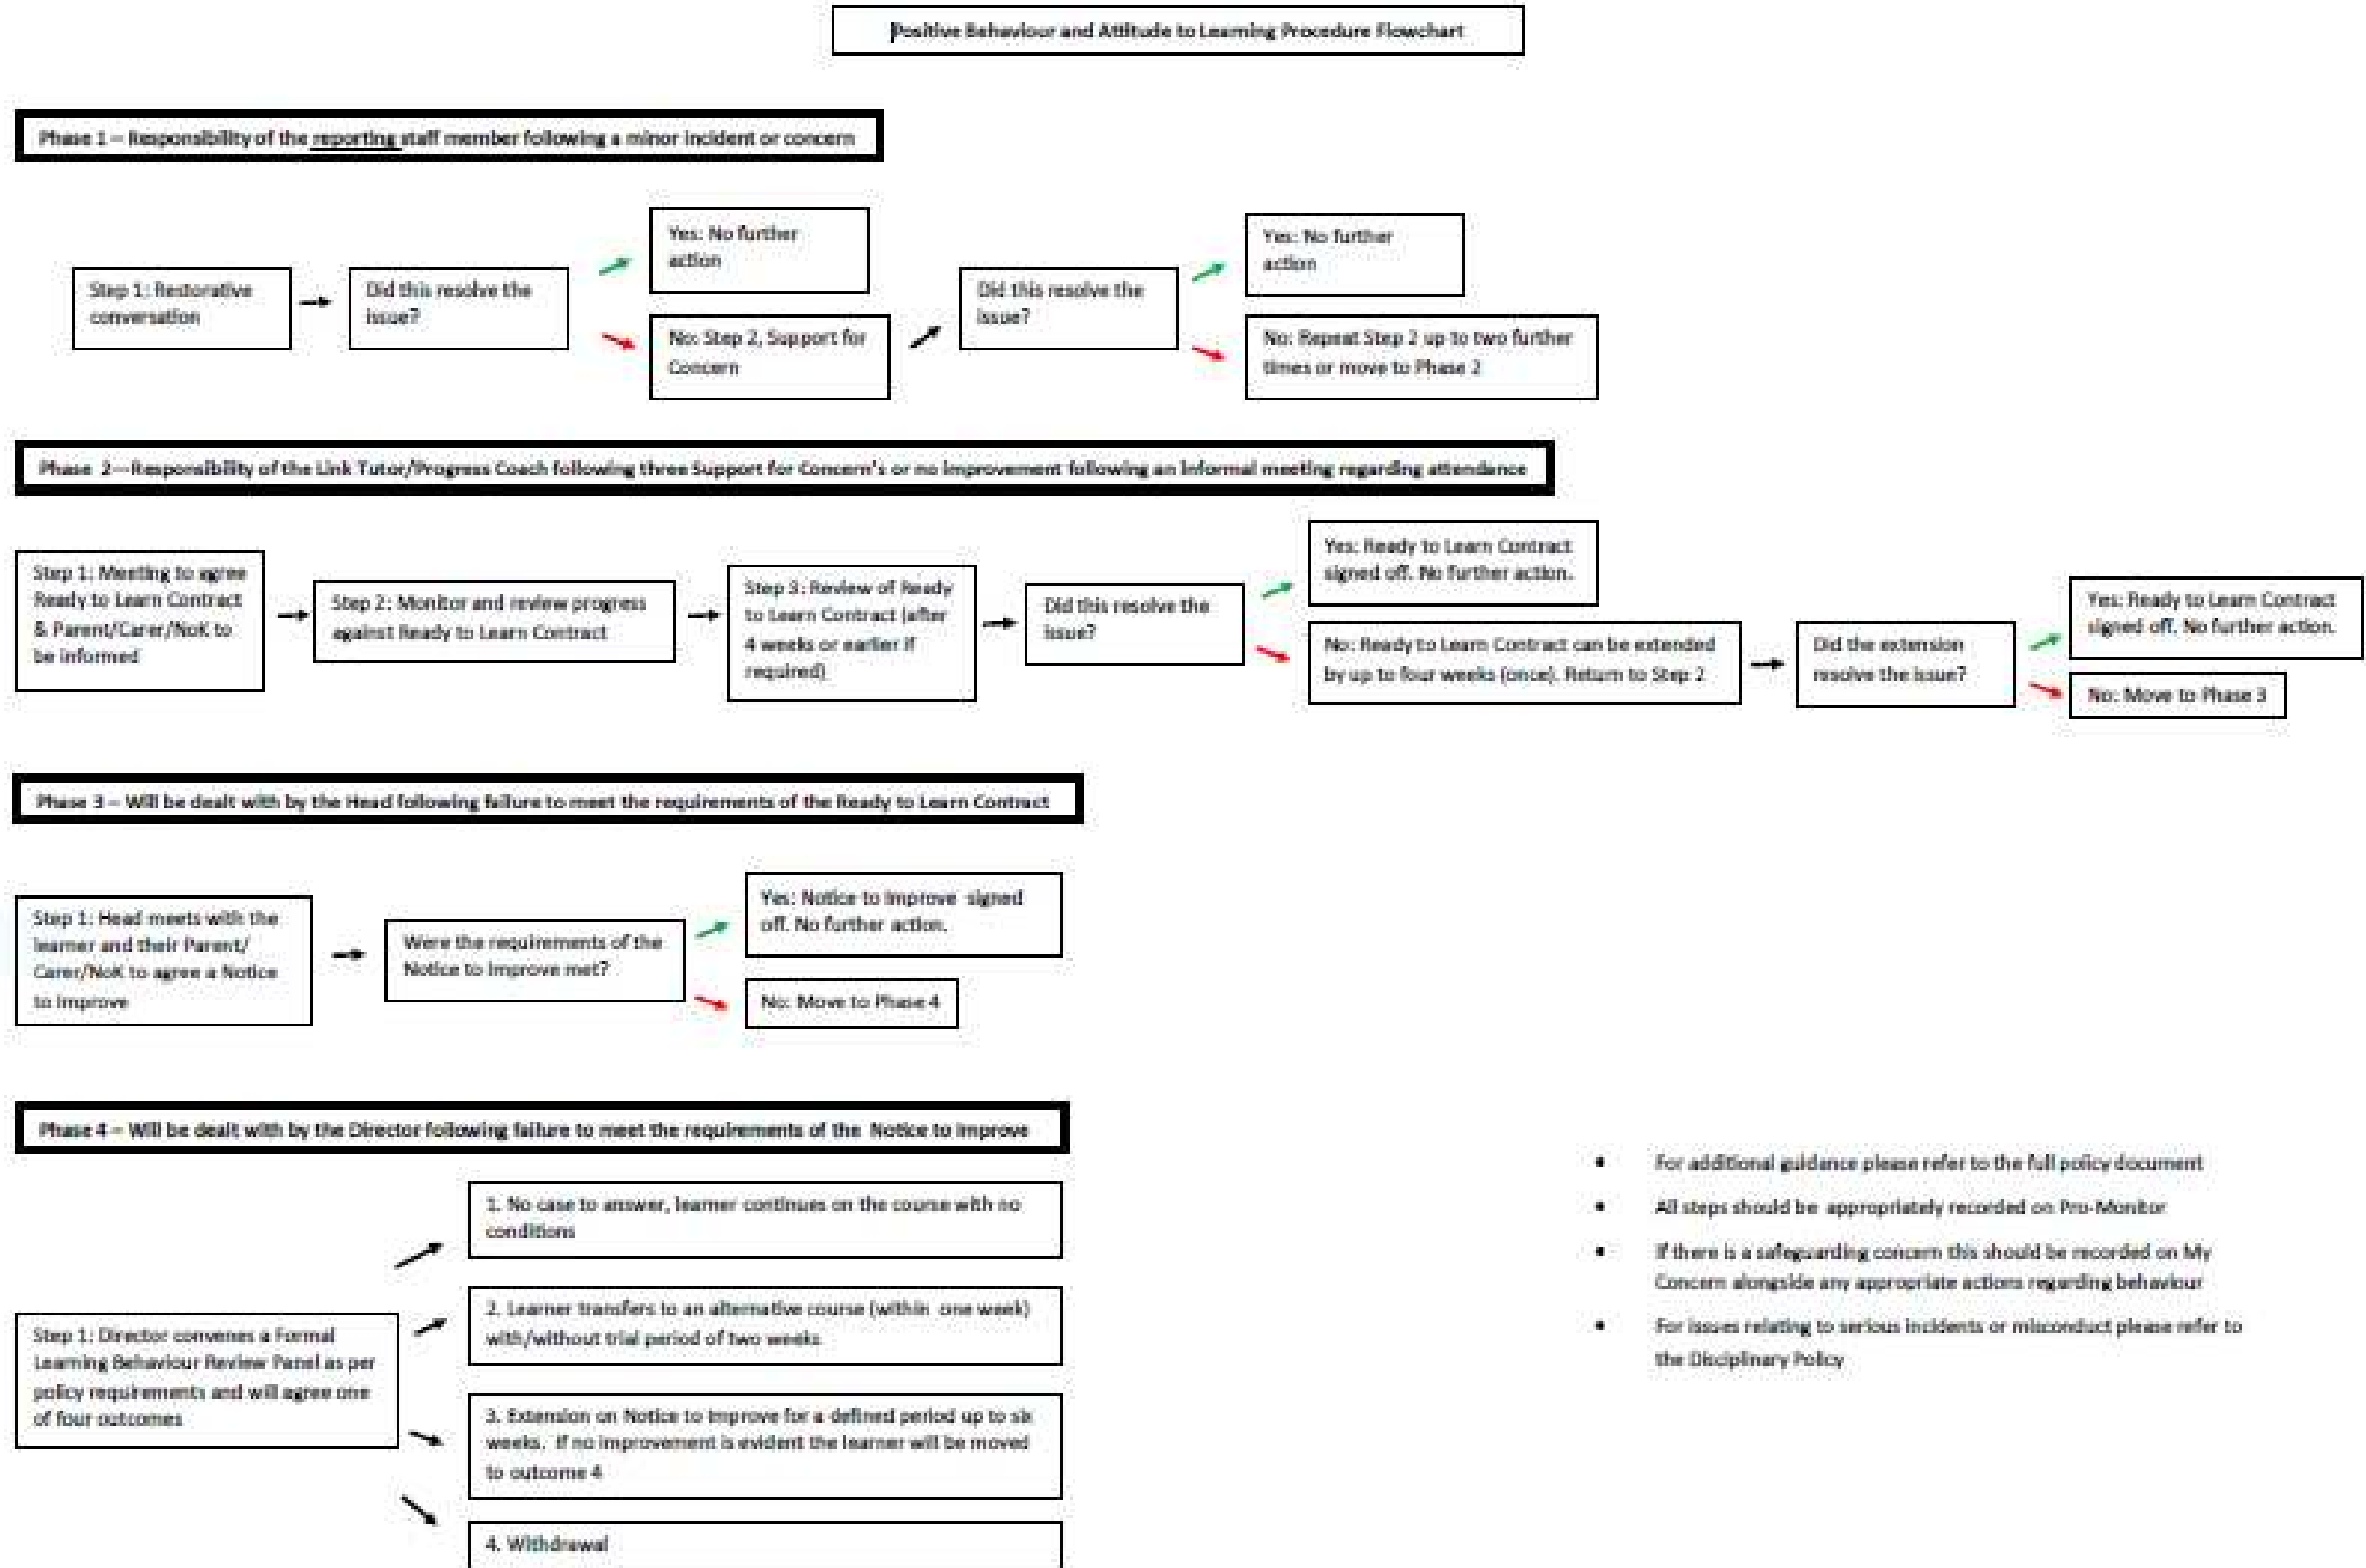 Positive Behaviour and Attitude to Learning Procedure Flowchart
Phase 1 – Responsibility of the reporting staff member following a minor incident or concern
Step 1: Restorative
conversation
Did this resolve the
issue?
Yes: No further
action
No: Step 2, Support for
Concern
Did this resolve the
issue?
Yes: No further
action
No: Repeat Step 2 up to two further
times or move to Phase 2
Phase 2—Responsibility of the Link Tutor/Progress Coach following three Support for Concern's or no improvement following an informal meeting regarding attendance
Step 1: Meeting to agree
Ready to Learn Contract
& Parent/Carer/NoK to
be informed
Step 2: Monitor and review progress
against Ready to Learn Contract
Step 3: Review of Ready
to Learn Contract (after
4 weeks or earlier if
required)
Did this resolve the
issue?
Yes: Ready to Learn Contract
signed off. No further action.
No: Ready to Learn Contract can be extended
by up to four weeks (once). Return to Step 2
Did the extension
resolve the issue?
Yes: Ready to Learn Contract
signed off. No further action.
No: Move to Phase 3
Phase 3 – Will be dealt with by the Head following failure to meet the requirements of the Ready to Learn Contract
Step 1: Head meets with the
learner and their Parent/
Carer/NoK to agree a Notice
to Improve
Were the requirements of the
Notice to Improve met?
Yes: Notice to Improve signed
off. No further action.
No: Move to Phase 4
Phase 4 – Will be dealt with by the Director following failure to meet the requirements of the Notice to Improve
Step 1: Director convenes a Formal
Learning Behaviour Review Panel as per
policy requirements and will agree one
of four outcomes
1. No case to answer, learner continues on the course with no
conditions
2. Learner transfers to an alternative course (within one week)
with/without trial period of two weeks
3. Extension on Notice to Improve for a defined period up to six
weeks. If no improvement is evident the learner will be moved
to outcome 4
4. Withdrawal
• For additional guidance please refer to the full policy document
• All steps should be appropriately recorded on Pro-Monitor
• If there is a safeguarding concern this should be recorded on My
Concern alongside any appropriate actions regarding behaviour
• For issues relating to serious incidents or misconduct please refer to
the Disciplinary Policy